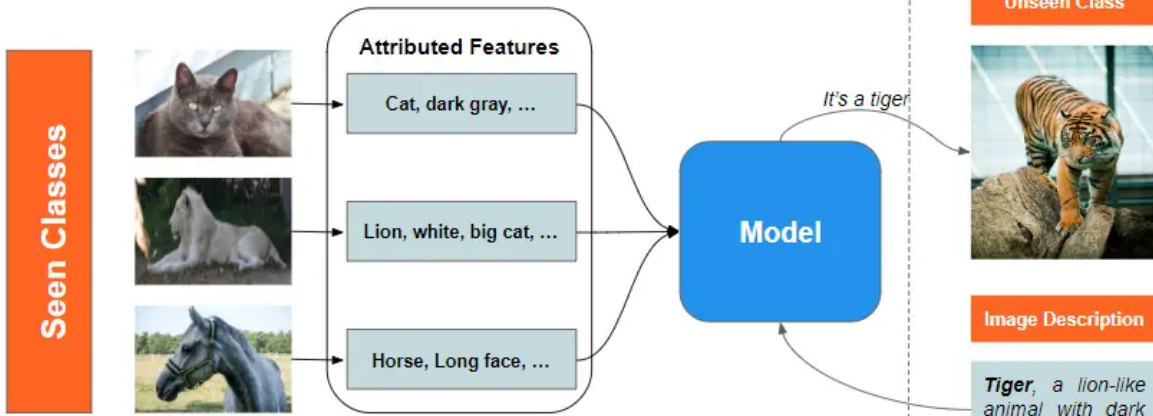 Unseen Class
Attributed Features
Cat, dark gray, ...
It's a tiger
Seen Classes
Lion, white, big cat, ...
Model
Image Description
Horse, Long face, ...
Tiger, a lion-like
animal with dark